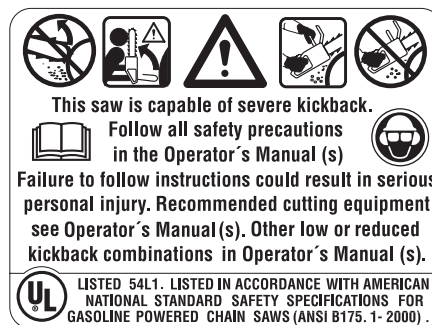 This saw is capable of severe kickback.
Follow all safety precautions
in the Operator´s Manual (s)
Failure to follow instructions could result in serious
personal injury. Recommended cutting equipment
see Operator´s Manual(s). Other low or reduced
kickback combinations in Operator´s Manual (s).
UL
LISTED 54L1. LISTED IN ACCORDANCE WITH AMERICAN
NATIONAL STANDARD SAFETY SPECIFICATIONS FOR
GASOLINE POWERED CHAIN SAWS (ANSI B175. 1- 2000) .